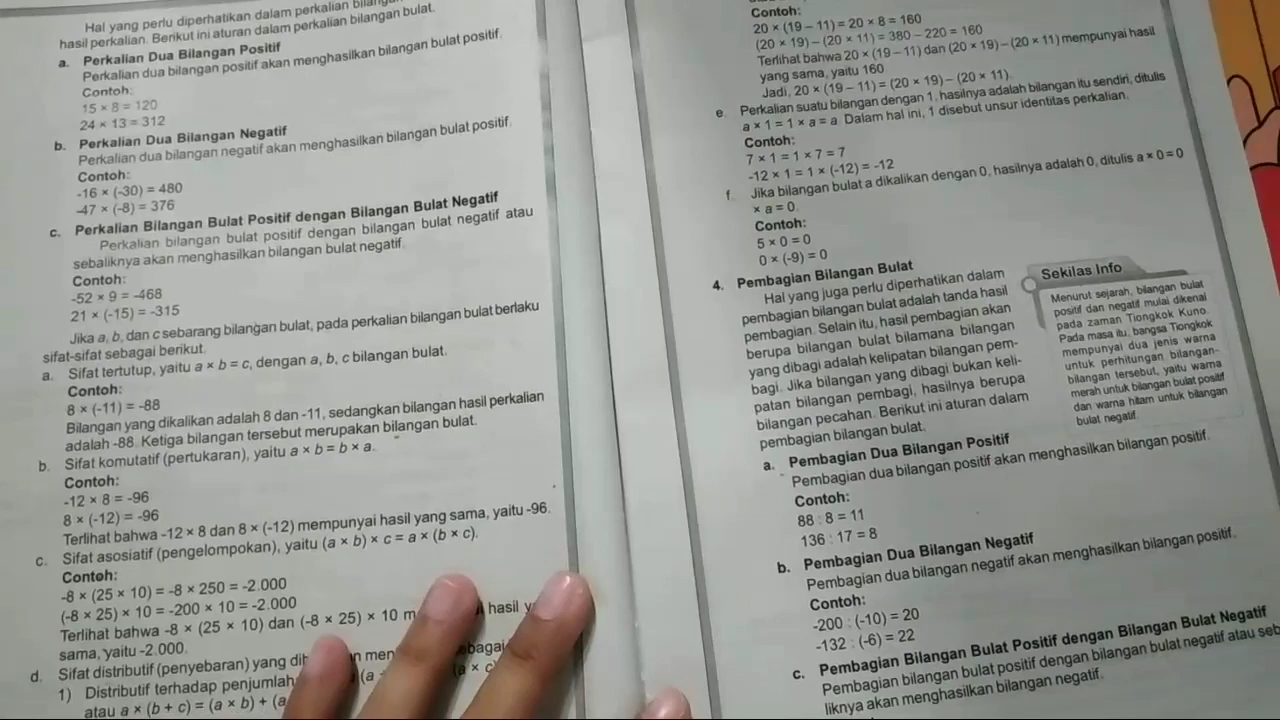 Hal yang perlu diperhatikan dalam perkalian
hasil perkalian. Berikut ini aturan dalam perkalian bilangan bulat.
a. Perkalian Dua Bilangan Positif
Perkalian dua bilangan positif akan menghasilkan bilangan bulat positif.
Contoh:
15 × 8 = 120
24 × 13 = 312
b. Perkalian Dua Bilangan Negatif
Perkalian dua bilangan negatif akan menghasilkan bilangan bulat positif.
Contoh:
-16 × (-30) = 480
-47 × (-8) = 376
c. Perkalian Bilangan Bulat Positif dengan Bilangan Bulat Negatif
Perkalian bilangan bulat positif dengan bilangan bulat negatif atau
sebaliknya akan menghasilkan bilangan bulat negatif.
Contoh:
-52 × 9 = -468
21 × (-15) = -315
Jika a, b, dan c sebarang bilangan bulat, pada perkalian bilangan bulat berlaku
sifat-sifat sebagai berikut.
a. Sifat tertutup, yaitu a × b = c, dengan a, b, c bilangan bulat.
Contoh:
8 × (-11) = -88
Bilangan yang dikalikan adalah 8 dan -11, sedangkan bilangan hasil perkalian
adalah -88. Ketiga bilangan tersebut merupakan bilangan bulat.
b. Sifat komutatif (pertukaran), yaitu a × b = b × a.
Contoh:
-12 × 8 = -96
8 × (-12) = -96
Terlihat bahwa -12 × 8 dan 8 × (-12) mempunyai hasil yang sama, yaitu -96.
c. Sifat asosiatif (pengelompokan), yaitu (a × b) × c = a × (b × c).
Contoh:
-8 × (25 × 10) = -8 × 250 = -2.000
(-8 × 25) × 10 = -200 × 10 = -2.000
Terlihat bahwa -8 × (25 × 10) dan (-8 × 25) × 10 hasil
sama, yaitu -2.000.
d. Sifat distributif (penyebaran) yang
1) Distributif terhadap (a × c)
atau a × (b + c) = (a × b) + (a
Contoh:
20 × (19 – 11) = 20 × 8 = 160
(20 × 19) – (20 × 11) = 380 – 220 = 160
Terlihat bahwa 20 × (19 – 11) dan (20 × 19) – (20 × 11) mempunyai hasil
yang sama, yaitu 160
Jadi, 20 × (19 – 11) = (20 × 19) – (20 × 11).
e. Perkalian suatu bilangan dengan 1, hasilnya adalah bilangan itu sendiri, ditulis
a × 1 = 1 × a = a. Dalam hal ini, 1 disebut unsur identitas perkalian.
Contoh:
7 × 1 = 1 × 7 = 7
-12 × 1 = 1 × (-12) = -12
f. Jika bilangan bulat a dikalikan dengan 0, hasilnya adalah 0, ditulis a × 0 = 0
× a = 0.
Contoh:
5 × 0 = 0
0 × (-9) = 0
4. Pembagian Bilangan Bulat
Hal yang juga perlu diperhatikan dalam
pembagian bilangan bulat adalah tanda hasil
pembagian. Selain itu, hasil pembagian akan
berupa bilangan bulat bilamana bilangan
yang dibagi adalah kelipatan bilangan pem-
bagi. Jika bilangan yang dibagi bukan keli-
patan bilangan pembagi, hasilnya berupa
bilangan pecahan. Berikut ini aturan dalam
pembagian bilangan bulat.
Sekilas Info
Menurut sejarah, bilangan bulat
positif dan negatif mulai dikenal
pada zaman Tiongkok Kuno.
Pada masa itu, bangsa Tiongkok
mempunyai dua jenis warna
untuk perhitungan bilangan-
bilangan tersebut, yaitu warna
merah untuk bilangan bulat positif
dan warna hitam untuk bilangan
bulat negatif.
a. Pembagian Dua Bilangan Positif
Pembagian dua bilangan positif akan menghasilkan bilangan positif.
Contoh:
88 : 8 = 11
136 : 17 = 8
b. Pembagian Dua Bilangan Negatif
Pembagian dua bilangan negatif akan menghasilkan bilangan positif.
Contoh:
-200 : (-10) = 20
-132 : (-6) = 22
c. Pembagian Bilangan Bulat Positif dengan Bilangan Bulat Negatif
Pembagian bilangan bulat positif dengan bilangan bulat negatif atau seb
liknya akan menghasilkan bilangan negatif.